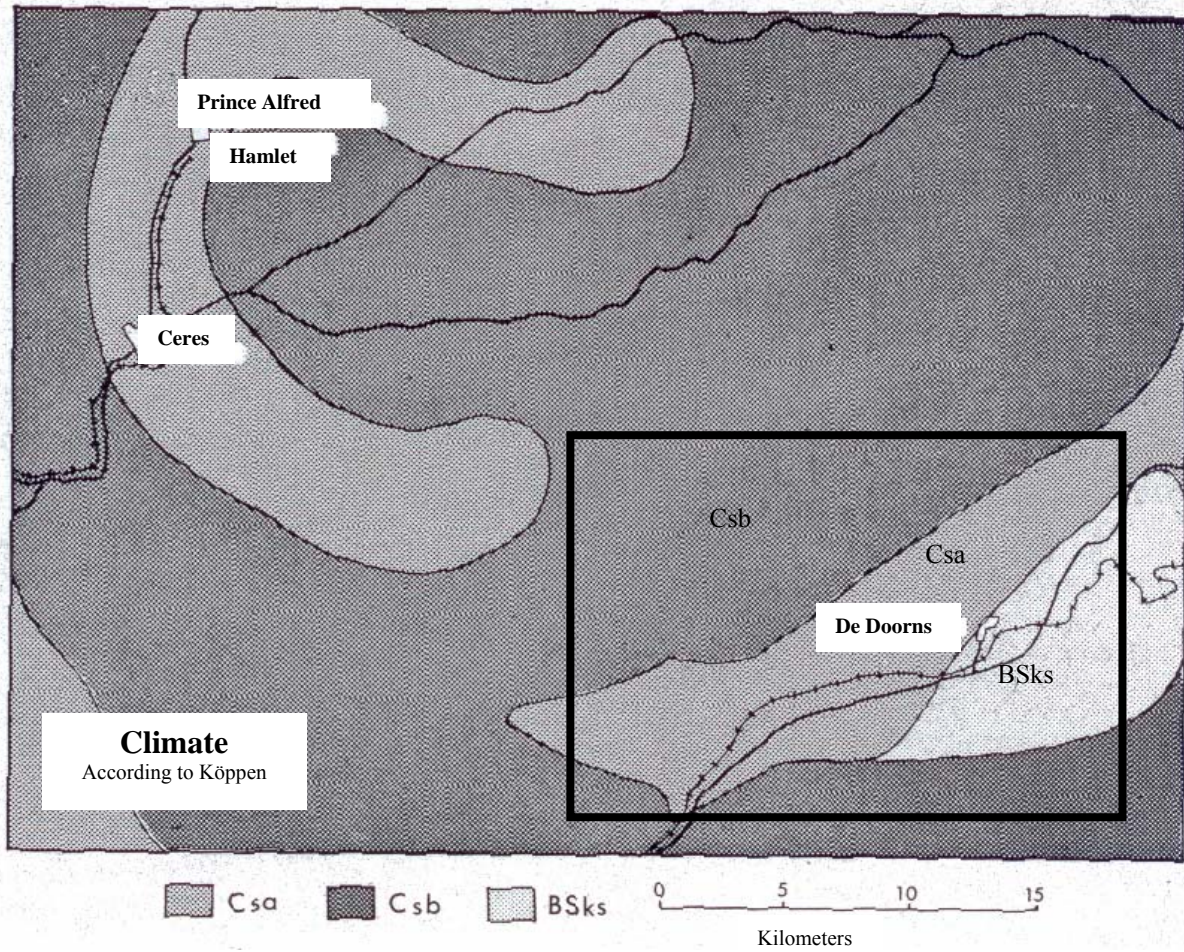 Prince Alfred
Hamlet
Ceres
Csb
Csa
De Doorns
BSks
Climate
According to Köppen
Csa Csb BSks 0 5 10 15
Kilometers